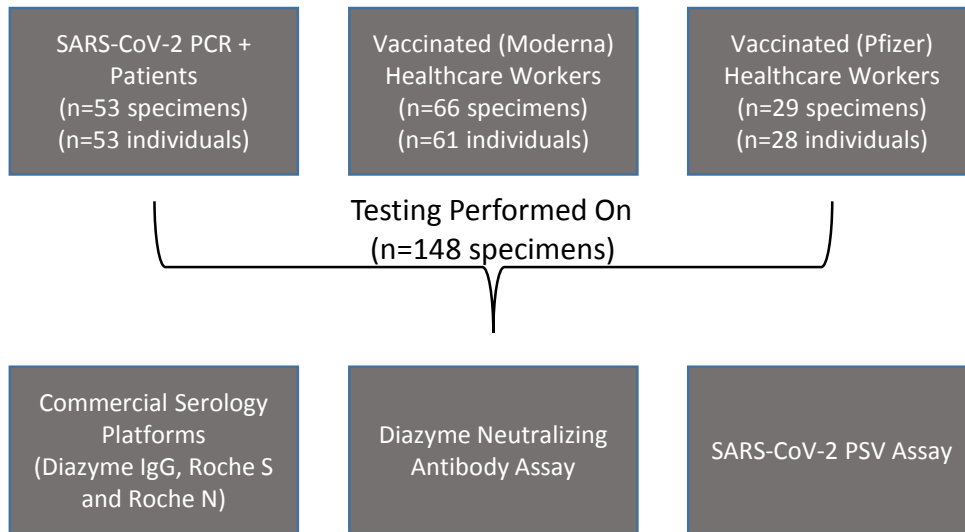 SARS-CoV-2 PCR +
Patients
(n=53 specimens)
(n=53 individuals)
Vaccinated (Moderna)
Healthcare Workers
(n=66 specimens)
(n=61 individuals)
Vaccinated (Pfizer)
Healthcare Workers
(n=29 specimens)
(n=28 individuals)
Testing Performed On
(n=148 specimens)
Commercial Serology
Platforms
(Diazyme IgG, Roche S
and Roche N)
Diazyme Neutralizing
Antibody Assay
SARS-CoV-2 PSV Assay